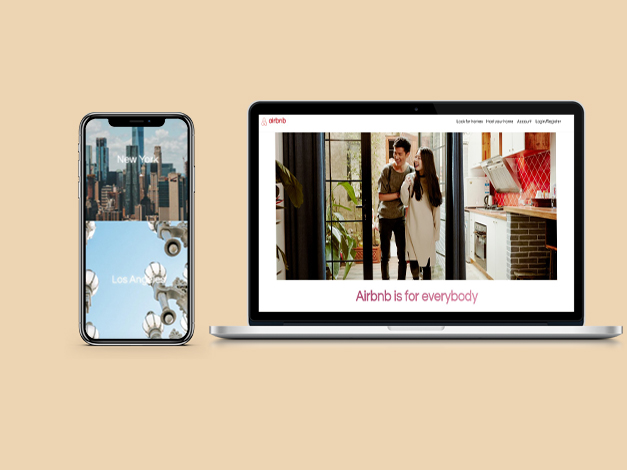 New York
Los Angeles
airbnb
Look for homes Host your home Account Login/Register
Airbnb is for everybody